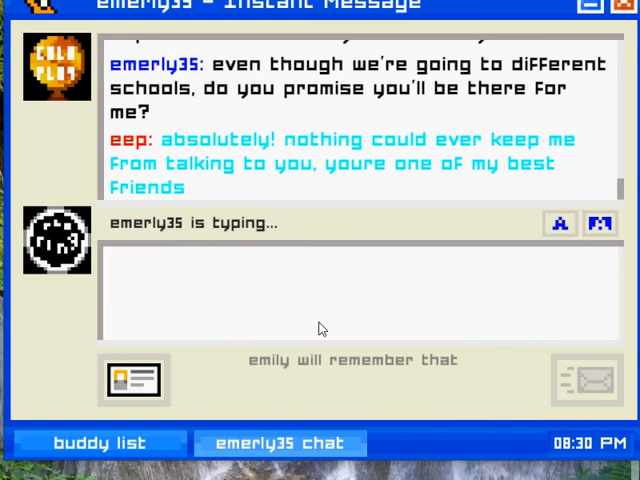 emerly35 - Instant Message
emerly35: even though we're going to different
schools, do you promise you'll be there for
me?
eep: absolutely! nothing could ever keep me
from talking to you, youre one of my best
friends
COLD
PLAY
emerly35 is typing...
A
emily will remember that
buddy list
emerly35 chat
08:30 PM